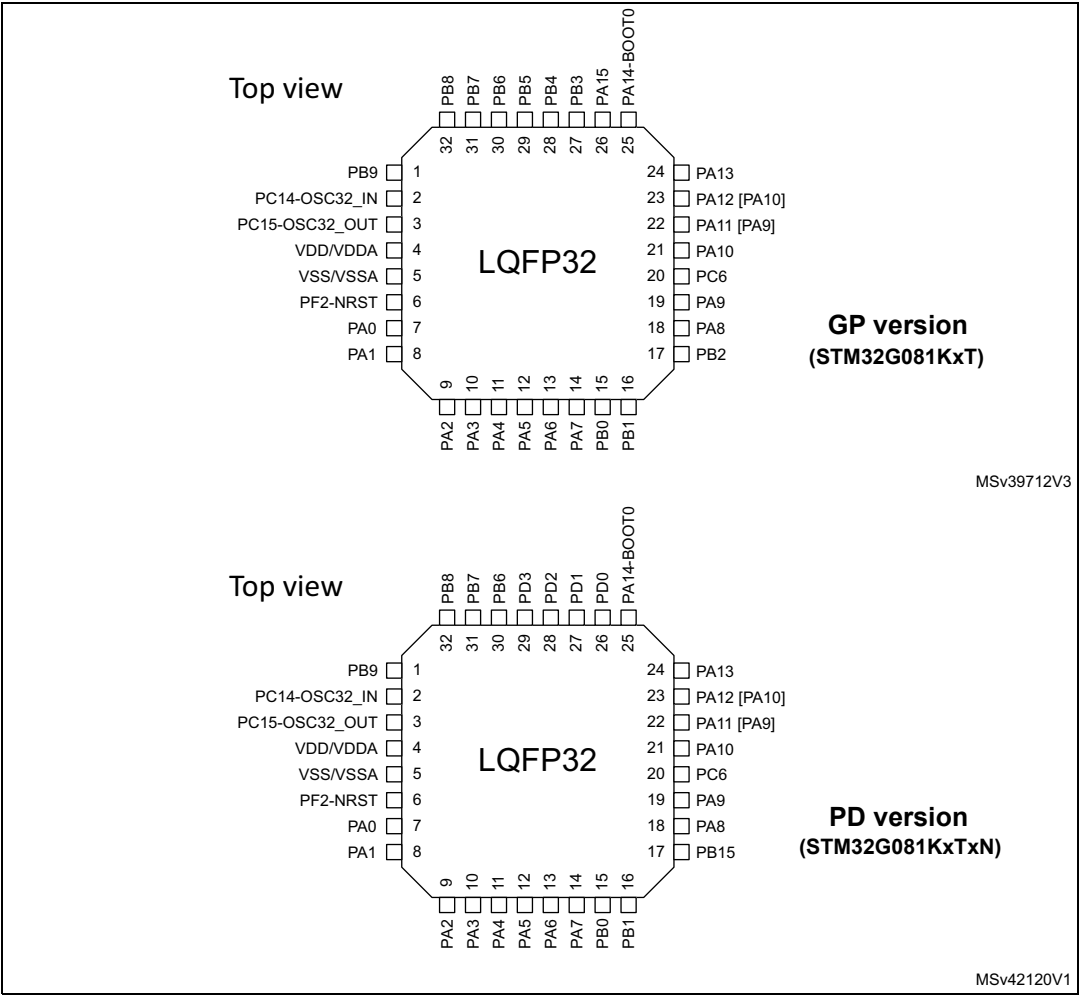 Top view
PB8
PB7
PB6
PB5
PB4
PB3
PA15
PA14-BOOT0
32
31
30
29
28
27
26
25
PB9 1
PC14-OSC32_IN 2
PC15-OSC32_OUT 3
VDD/VDDA 4
VSS/VSSA 5
PF2-NRST 6
PA0 7
PA1 8
LQFP32
24 PA13
23 PA12 [PA10]
22 PA11 [PA9]
21 PA10
20 PC6
19 PA9
18 PA8
17 PB2
GP version
(STM32G081KxT)
9
10
11
12
13
14
15
16
PA2
PA3
PA4
PA5
PA6
PA7
PB0
PB1
MSv39712V3
Top view
PB8
PB7
PB6
PD3
PD2
PD1
PD0
PA14-BOOT0
32
31
30
29
28
27
26
25
PB9 1
PC14-OSC32_IN 2
PC15-OSC32_OUT 3
VDD/VDDA 4
VSS/VSSA 5
PF2-NRST 6
PA0 7
PA1 8
LQFP32
24 PA13
23 PA12 [PA10]
22 PA11 [PA9]
21 PA10
20 PC6
19 PA9
18 PA8
17 PB15
PD version
(STM32G081KxTxN)
9
10
11
12
13
14
15
16
PA2
PA3
PA4
PA5
PA6
PA7
PB0
PB1
MSv42120V1